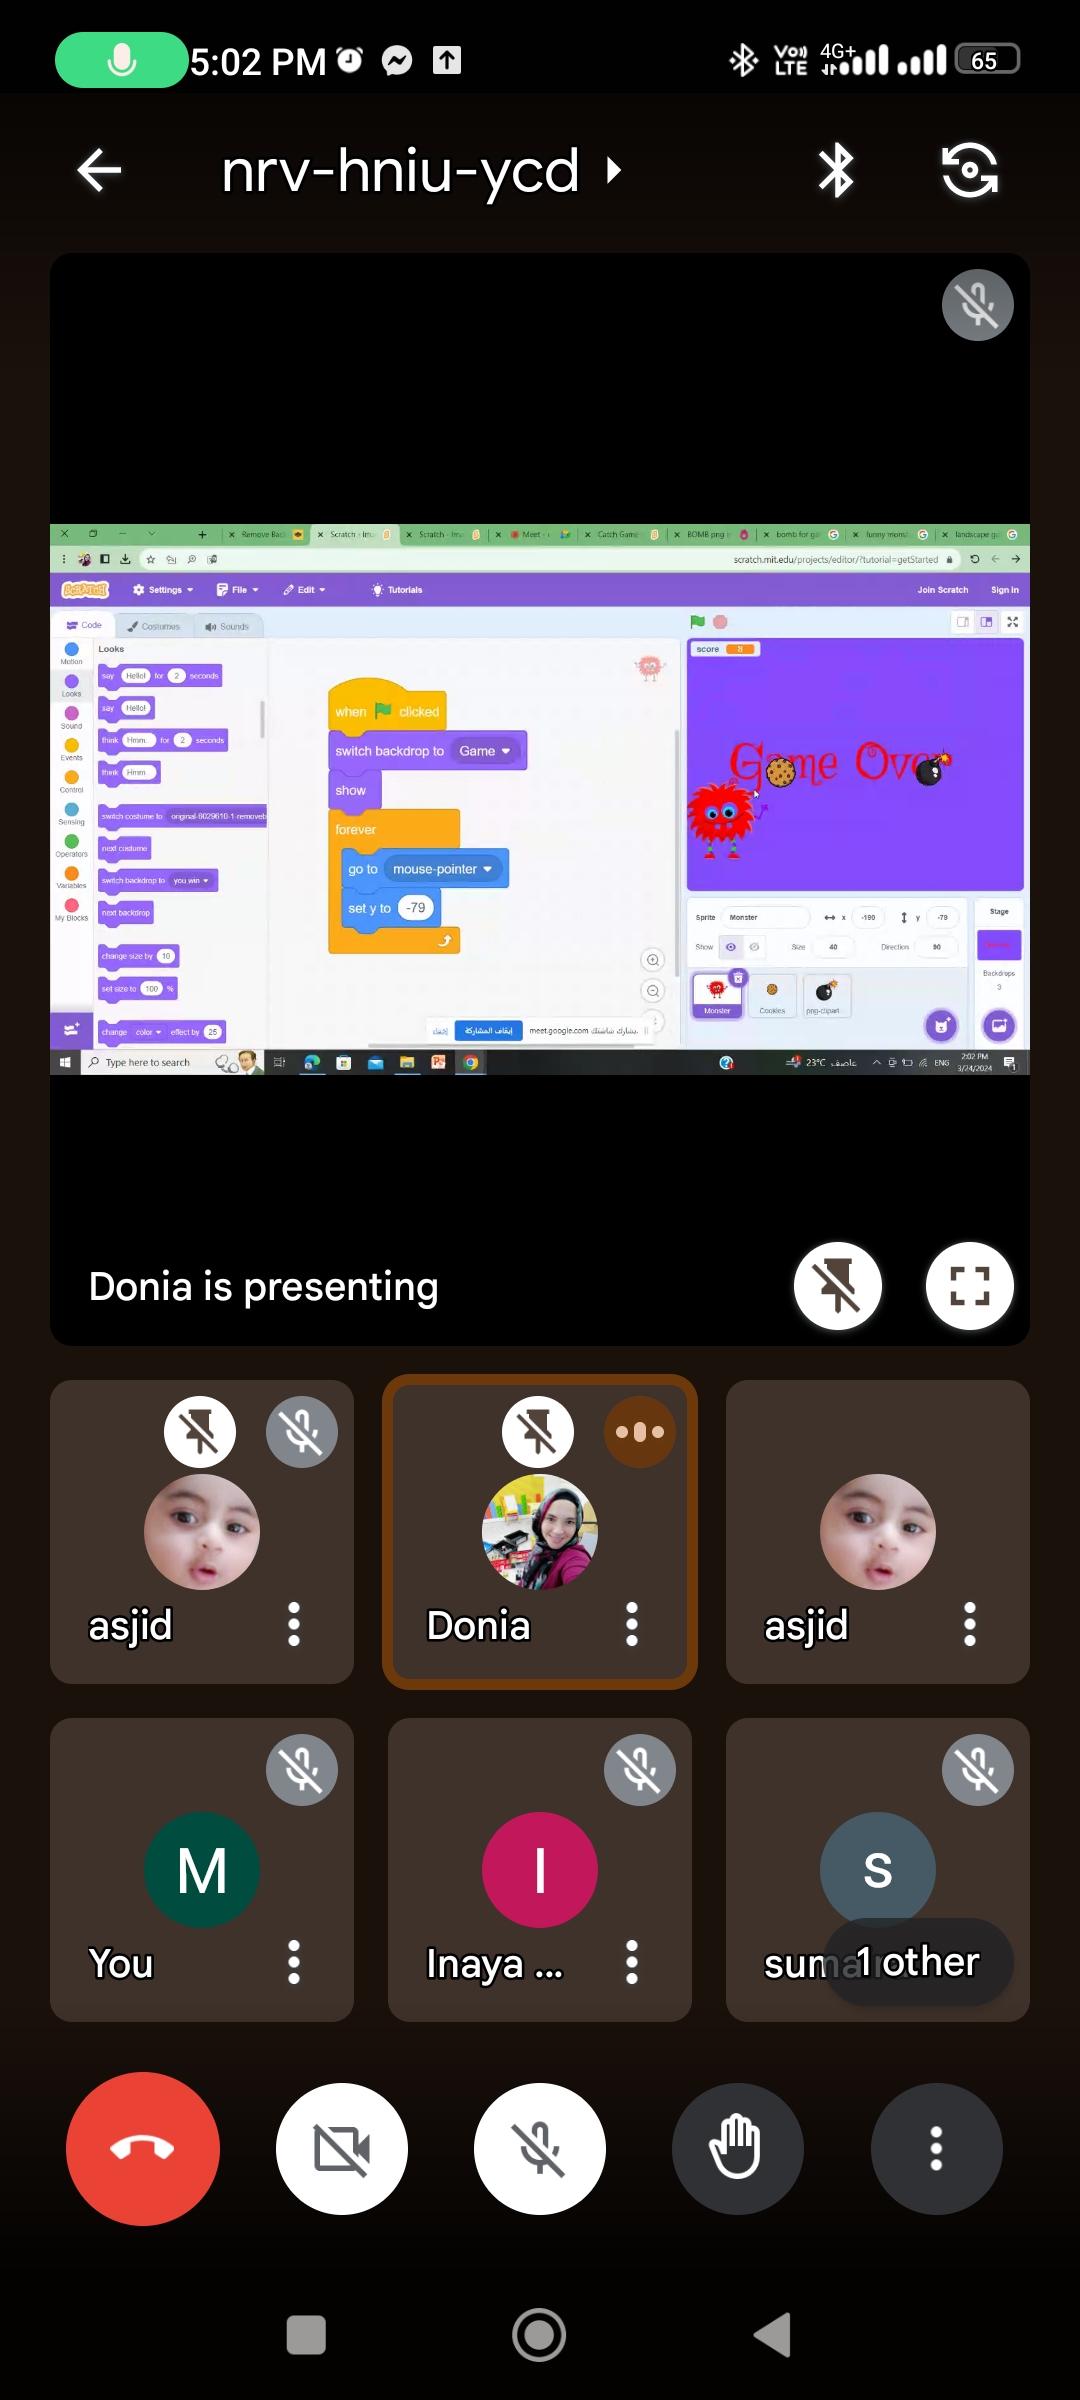 5:02 PM
Vo))
LTE
4G+
65
nrv-hniu-ycd
Remove Bac
Scratch - Im
Scratch - Im
Meet -
Catch Game
BOMB png
bomb for ga
landscape g
scratch.mit.edu/projects/editor/?tutorial=getStarted
SCRATCH
Settings
File
Edit
Tutorials
Join Scratch
Sign in
Code
Costumes
Sounds
Motion
Looks
Sound
Events
Control
Sensing
Operators
Variables
My Blocks
Looks
say Hello! for 2 seconds
say Hello!
think Hmm... for 2 seconds
think Hmm...
switch costume to original-6029610-1-removeb
next costume
switch backdrop to you win
next backdrop
change size by 10
set size to 100 %
change color effect by 25
when clicked
switch backdrop to Game
show
forever
go to mouse-pointer
set y to -79
score 8
Game Over
Sprite Monster x -190 y -79
Show Size 40 Direction 90
Monster
Cookies
png-clipart...
Stage
Backdrops
3
إخفاء
إيقاف المشاركة
meet.google.com يشارك شاشتك.
Type here to search
23°C عاصف
ENG
2:02 PM
3/24/2024
Donia is presenting
asjid
Donia
asjid
M
You
I
Inaya ...
s
1 other